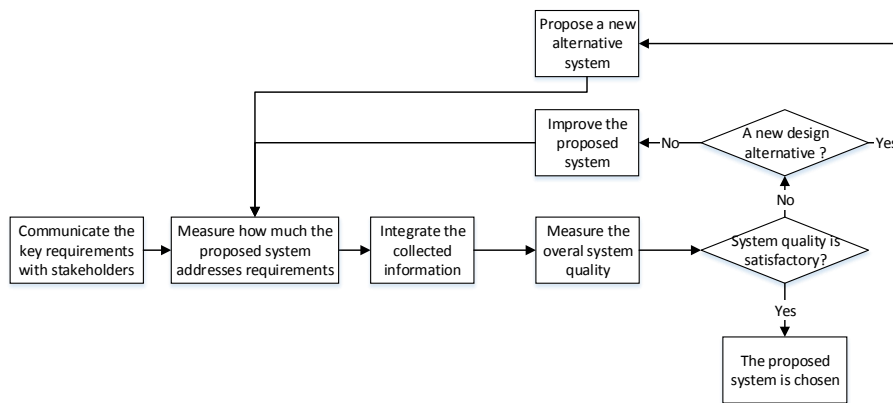 Propose a new
alternative
system
Improve the
proposed
system
No
A new design
alternative ?
Yes
No
Communicate the
key requirements
with stakeholders
Measure how much the
proposed system
addresses requirements
Integrate the
collected
information
Measure the
overal system
quality
System quality is
satisfactory?
Yes
The proposed
system is chosen